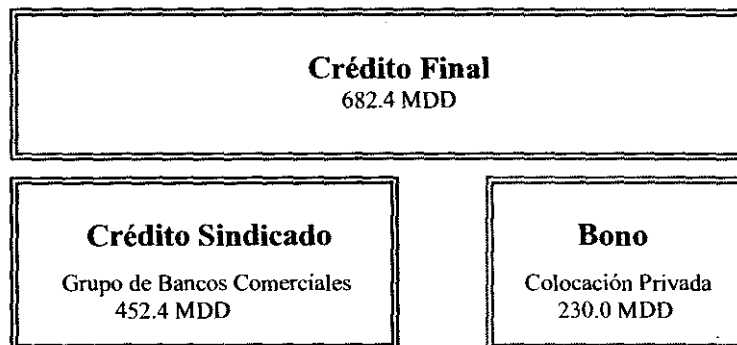 Crédito Final
682.4 MDD
Crédito Sindicado
Grupo de Bancos Comerciales
452.4 MDD
Bono
Colocación Privada
230.0 MDD